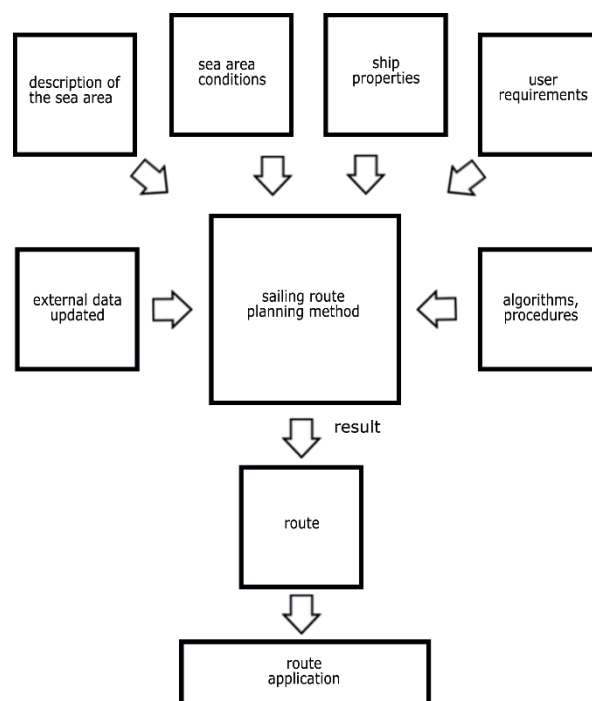 description of
the sea area
sea area
conditions
ship
properties
user
requirements
external data
updated
sailing route
planning method
algorithms,
procedures
result
route
route
application